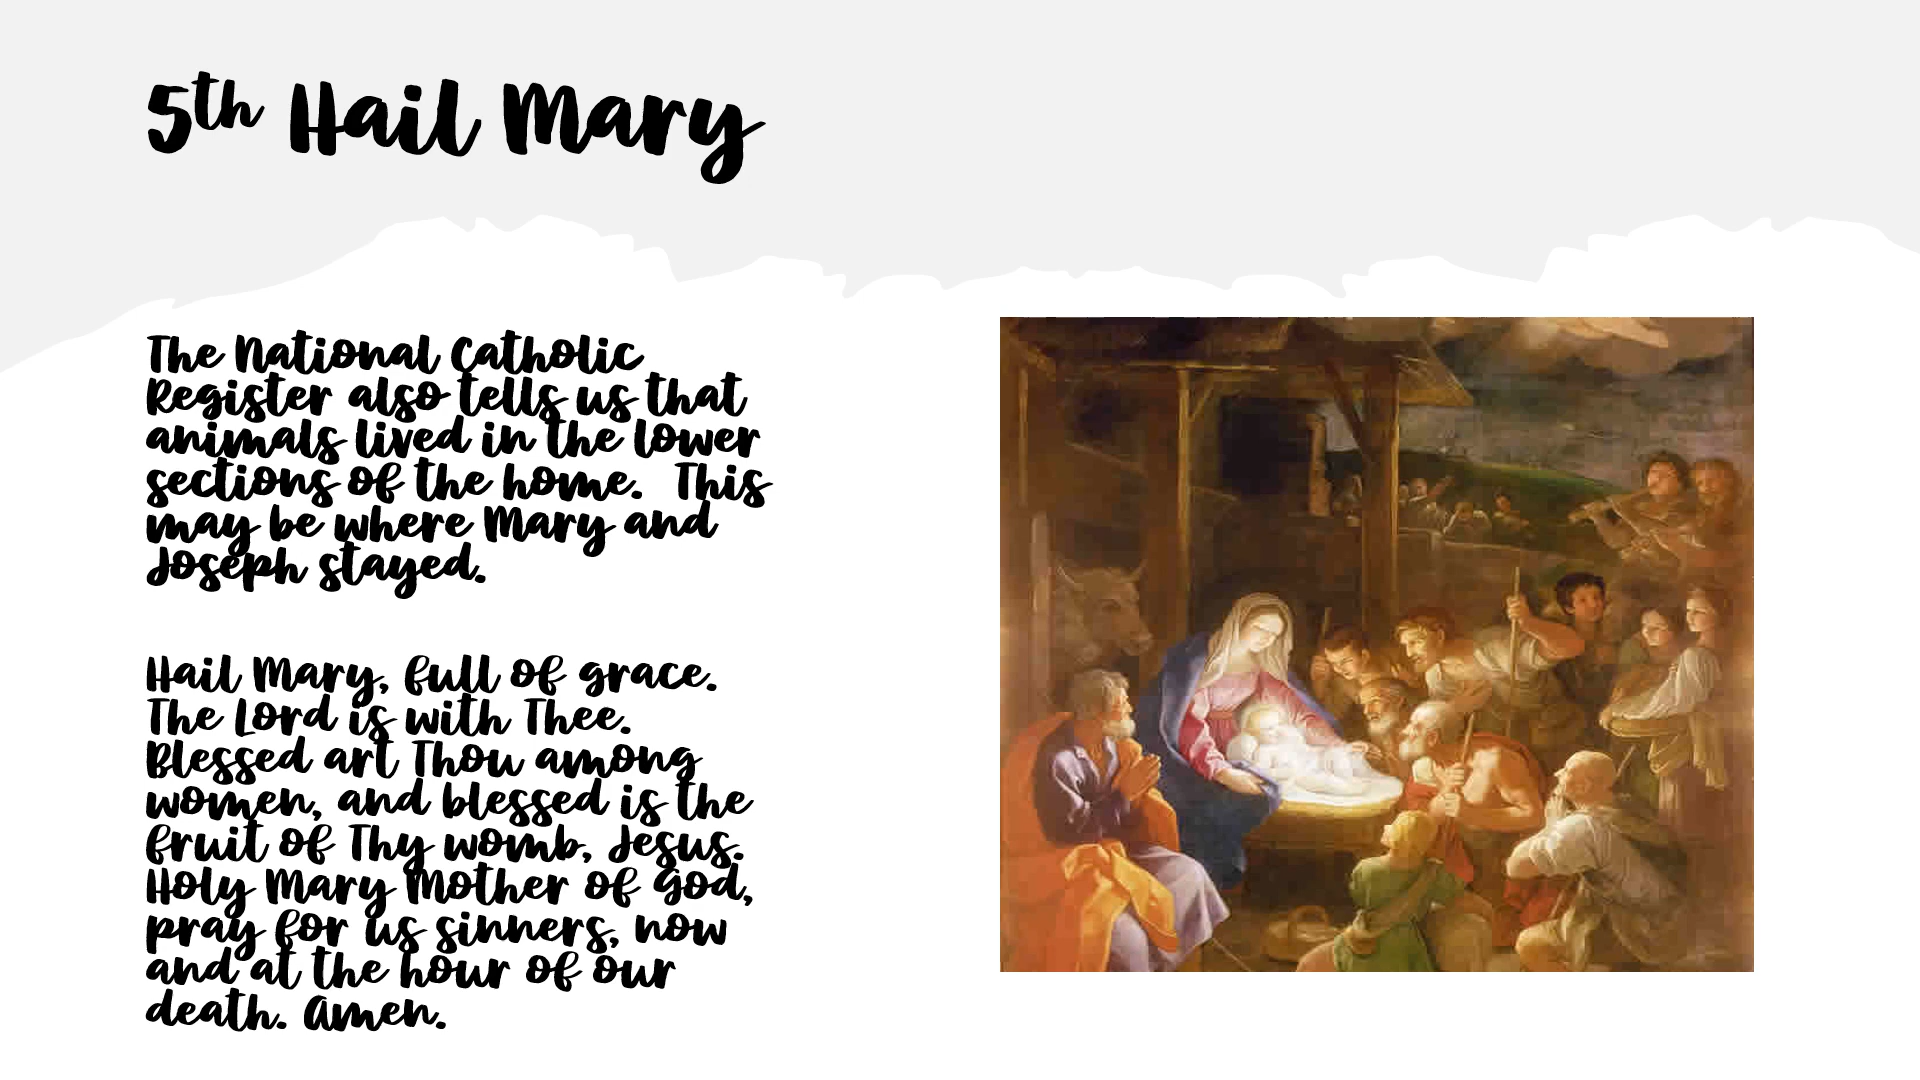 5th Hail Mary
The National Catholic
Register also tells us that
animals lived in the lower
sections of the home.  This
may be where Mary and
Joseph stayed.
Hail Mary, full of grace.
The Lord is with Thee.
Blessed art Thou among
women, and blessed is the
fruit of Thy womb, Jesus.
Holy Mary Mother of God,
pray for us sinners, now
and at the hour of our
death. Amen.